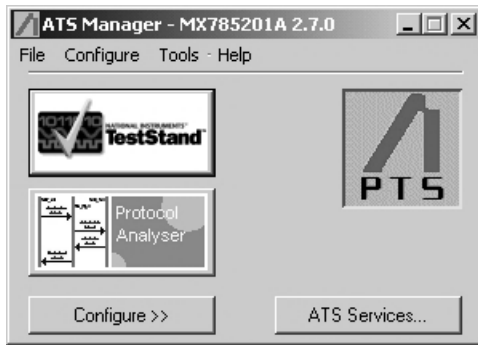 ATS Manager - MX785201A 2.7.0
File Configure Tools Help
NATIONAL INSTRUMENTS
TestStand
PTS
Protocol
Analyser
Configure >>
ATS Services...